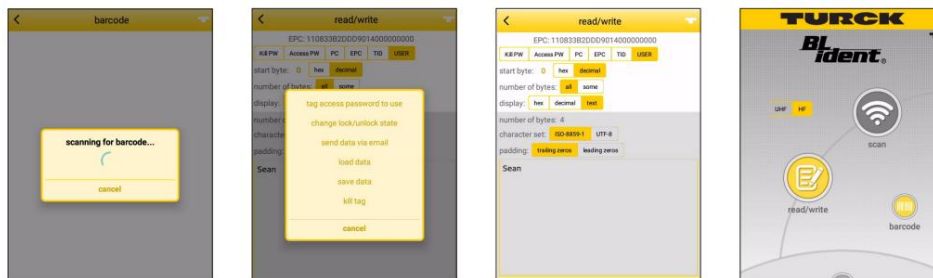 barcode
scanning for barcode...
cancel
read/write
EPC: 110833B2DDD9014000000000
Kill PW Access PW PC EPC TID USER
start byte: 0 hex decimal
number of bytes: all some
display:
tag access password to use
change lock/unlock state
send data via email
load data
save data
kill tag
cancel
number
character
padding:
Sean
read/write
EPC: 110833B2DDD9014000000000
Kill PW Access PW PC EPC TID USER
start byte: 0 hex decimal
number of bytes: all some
display: hex decimal text
number of bytes: 4
character set: ISO-8859-1 UTF-8
padding: trailing zeros leading zeros
Sean
TURCK
BL ident®
UHF HF
scan
read/write
barcode